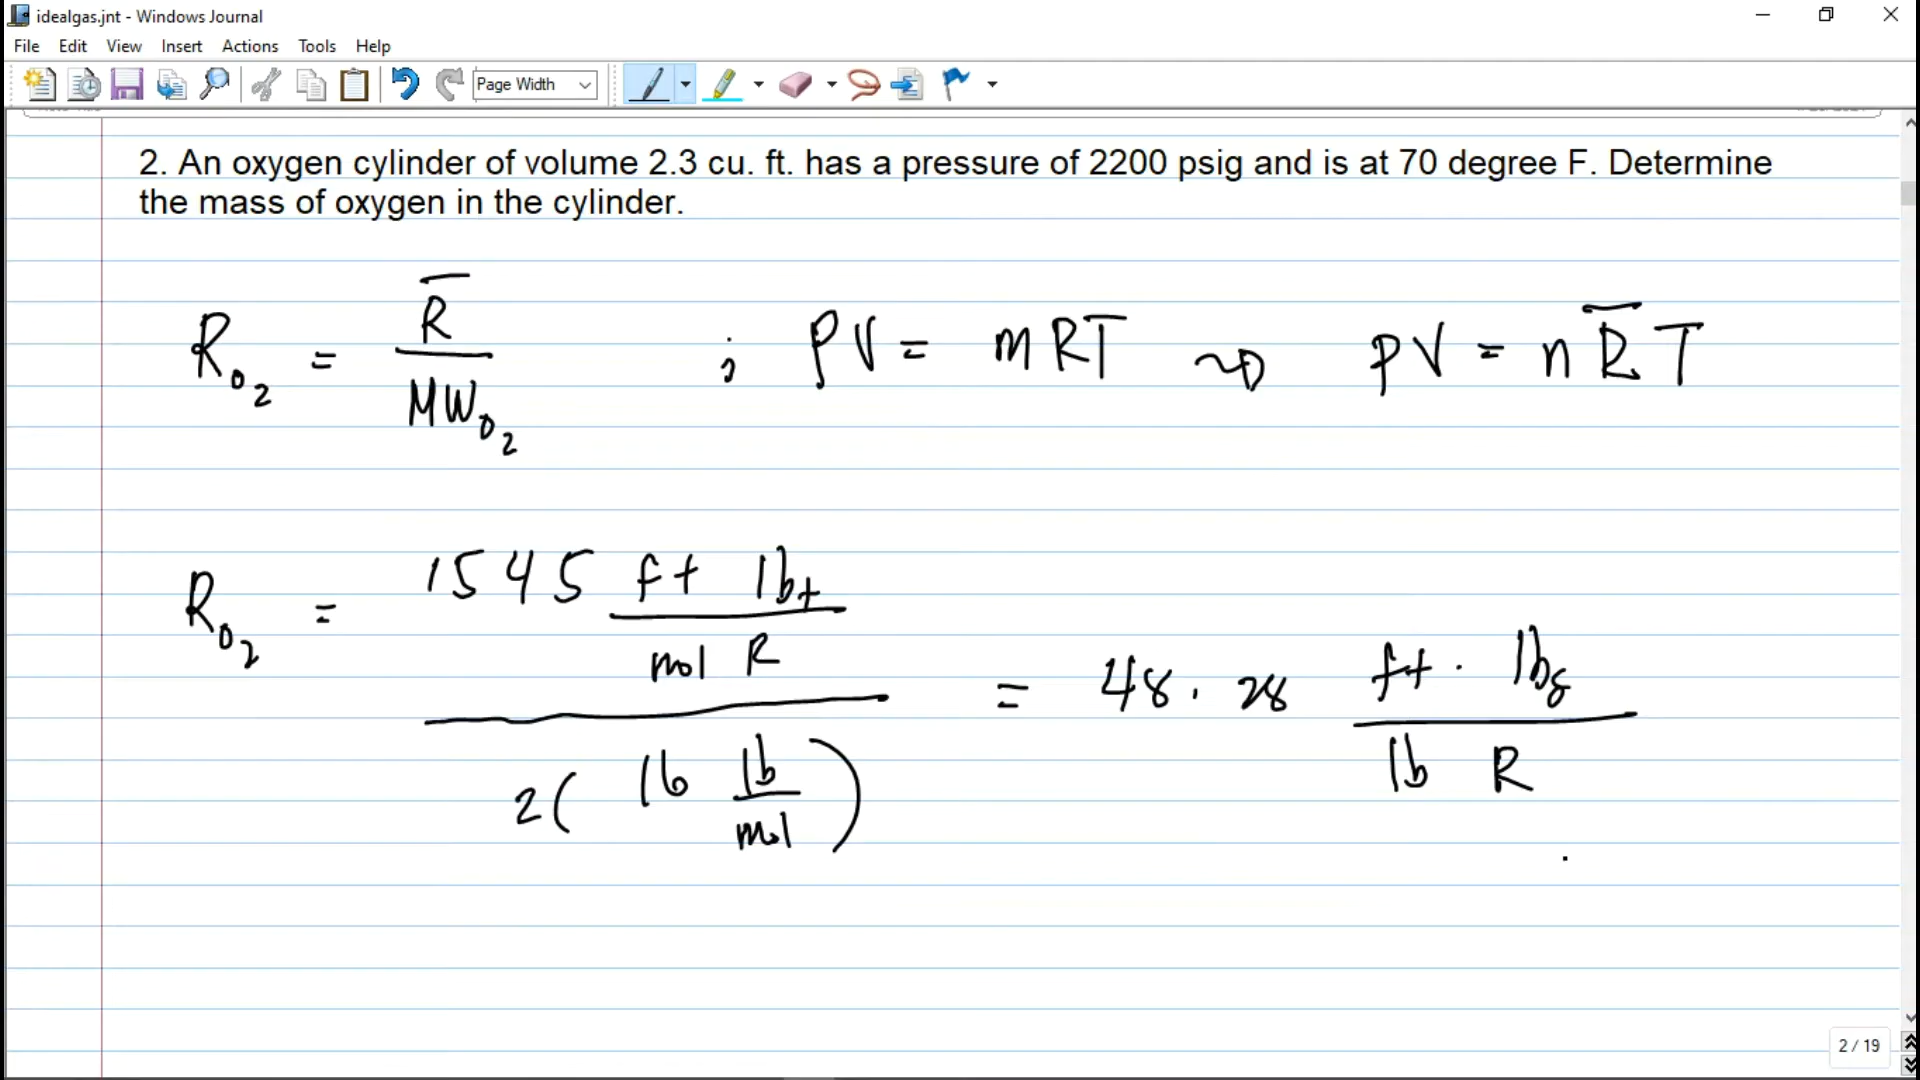 idealgas.jnt - Windows Journal
File Edit View Insert Actions Tools Help
Page Width
2. An oxygen cylinder of volume 2.3 cu. ft. has a pressure of 2200 psig and is at 70 degree F. Determine
the mass of oxygen in the cylinder.
R_O2 = R̅ / MW_O2 ; PV = mRT ⇝ PV = nR̅T
R_O2 = 1545 ft lbf / mol R
= 48.28 ft · lbf / lb R
2 ( 16 lb / mol )
2 / 19